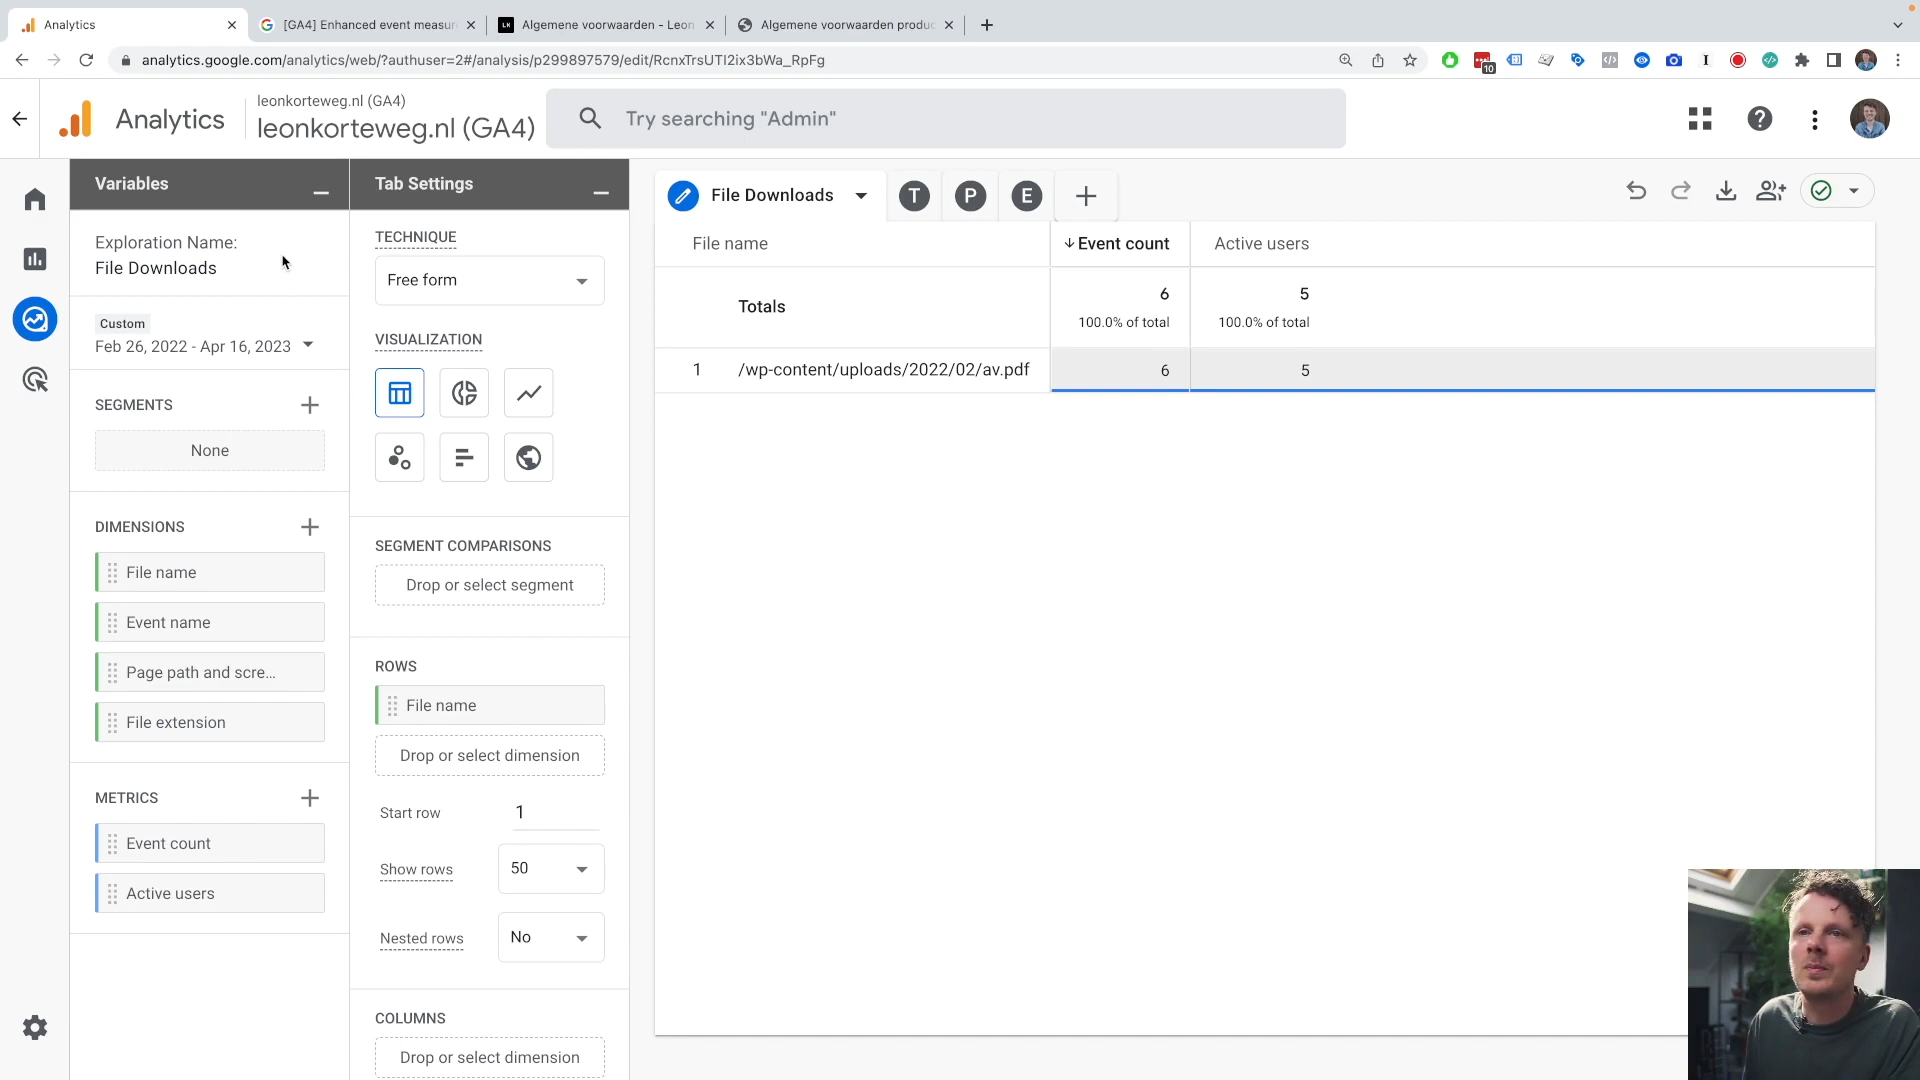 Analytics
[GA4] Enhanced event measur
Algemene voorwaarden - Leon
Algemene voorwaarden produc
analytics.google.com/analytics/web/?authuser=2#/analysis/p299897579/edit/RcnxTrsUTI2ix3bWa_RpFg
10
Analytics
leonkorteweg.nl (GA4)
leonkorteweg.nl (GA4)
Try searching "Admin"
Variables
Exploration Name:
File Downloads
Custom
Feb 26, 2022 - Apr 16, 2023
SEGMENTS
None
DIMENSIONS
File name
Event name
Page path and scre...
File extension
METRICS
Event count
Active users
Tab Settings
TECHNIQUE
Free form
VISUALIZATION
SEGMENT COMPARISONS
Drop or select segment
ROWS
File name
Drop or select dimension
Start row 1
Show rows 50
Nested rows No
COLUMNS
Drop or select dimension
File Downloads T P E
File name Event count Active users
Totals 6 5
100.0% of total 100.0% of total
1 /wp-content/uploads/2022/02/av.pdf 6 5